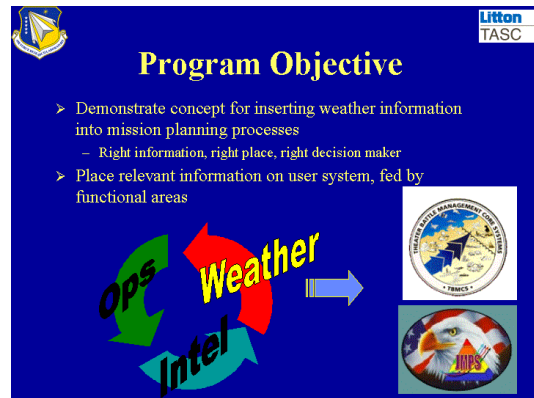 Litton
TASC
Program Objective
➢ Demonstrate concept for inserting weather information
into mission planning processes
– Right information, right place, right decision maker
➢ Place relevant information on user system, fed by
functional areas
Ops
Weather
Intel
THEATER BATTLE MANAGEMENT CORE SYSTEMS
• TBMCS •
JMPS